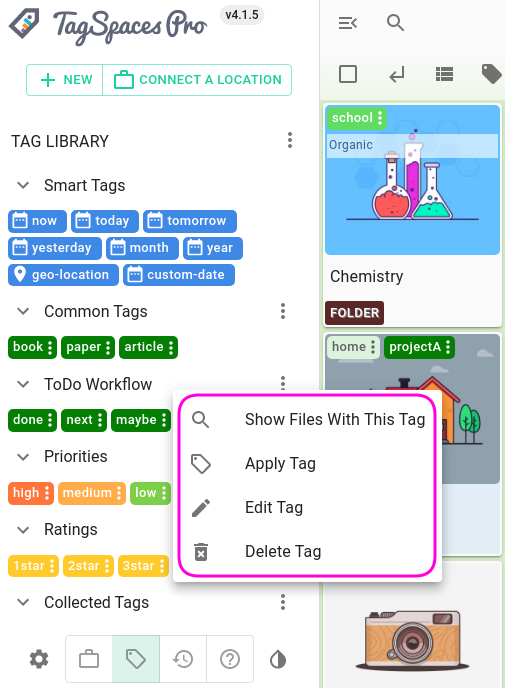 TagSpaces Pro
v4.1.5
NEW
CONNECT A LOCATION
TAG LIBRARY
Smart Tags
now today tomorrow
yesterday month year
geo-location custom-date
Common Tags
book paper article
ToDo Workflow
done next maybe
Priorities
high medium low
Ratings
1star 2star 3star
Collected Tags
Show Files With This Tag
Apply Tag
Edit Tag
Delete Tag
school
Organic
Chemistry
FOLDER
home projectA